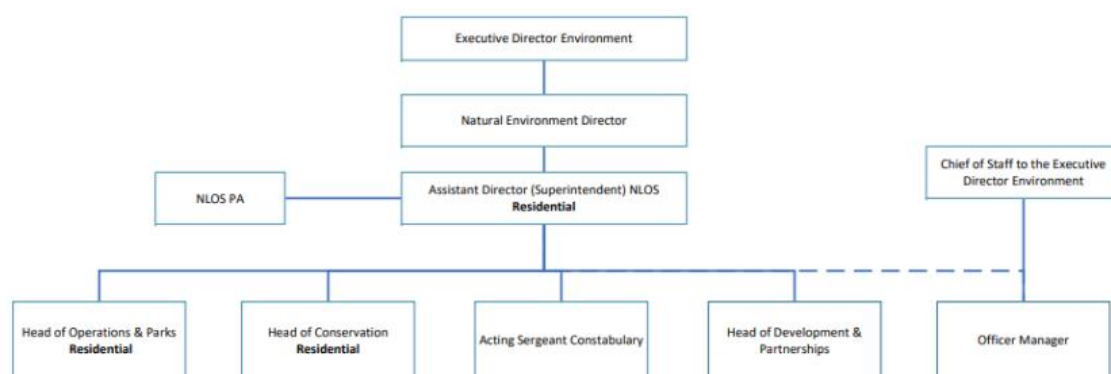 Executive Director Environment
Natural Environment Director
Chief of Staff to the Executive
Director Environment
NLOS PA
Assistant Director (Superintendent) NLOS
Residential
Head of Operations & Parks
Residential
Head of Conservation
Residential
Acting Sergeant Constabulary
Head of Development &
Partnerships
Officer Manager